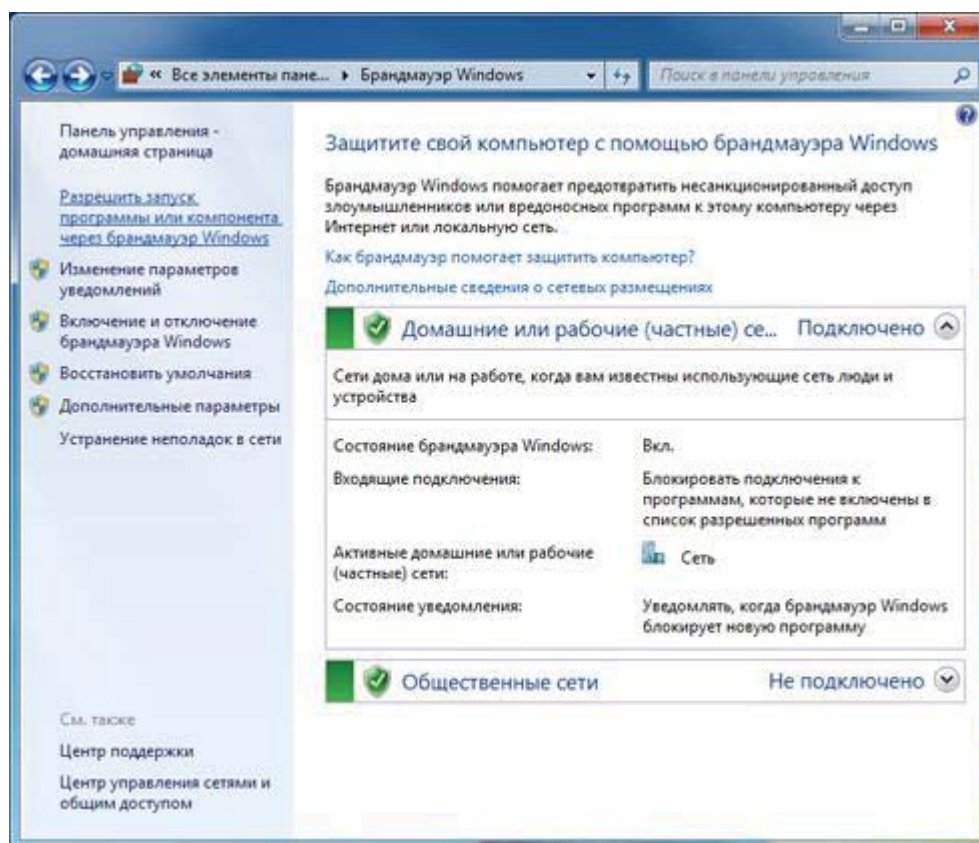 « Все элементы пане... ▸ Брандмауэр Windows
Поиск в панели управления
Панель управления -
домашняя страница
Разрешить запуск
программы или компонента
через брандмауэр Windows
Изменение параметров
уведомлений
Включение и отключение
брандмауэра Windows
Восстановить умолчания
Дополнительные параметры
Устранение неполадок в сети
См. также
Центр поддержки
Центр управления сетями и
общим доступом
Защитите свой компьютер с помощью брандмауэра Windows
Брандмауэр Windows помогает предотвратить несанкционированный доступ
злоумышленников или вредоносных программ к этому компьютеру через
Интернет или локальную сеть.
Как брандмауэр помогает защитить компьютер?
Дополнительные сведения о сетевых размещениях
Домашние или рабочие (частные) се... Подключено
Сети дома или на работе, когда вам известны использующие сеть люди и
устройства
Состояние брандмауэра Windows: Вкл.
Входящие подключения: Блокировать подключения к
программам, которые не включены в
список разрешенных программ
Активные домашние или рабочие
(частные) сети: Сеть
Состояние уведомления: Уведомлять, когда брандмауэр Windows
блокирует новую программу
Общественные сети Не подключено